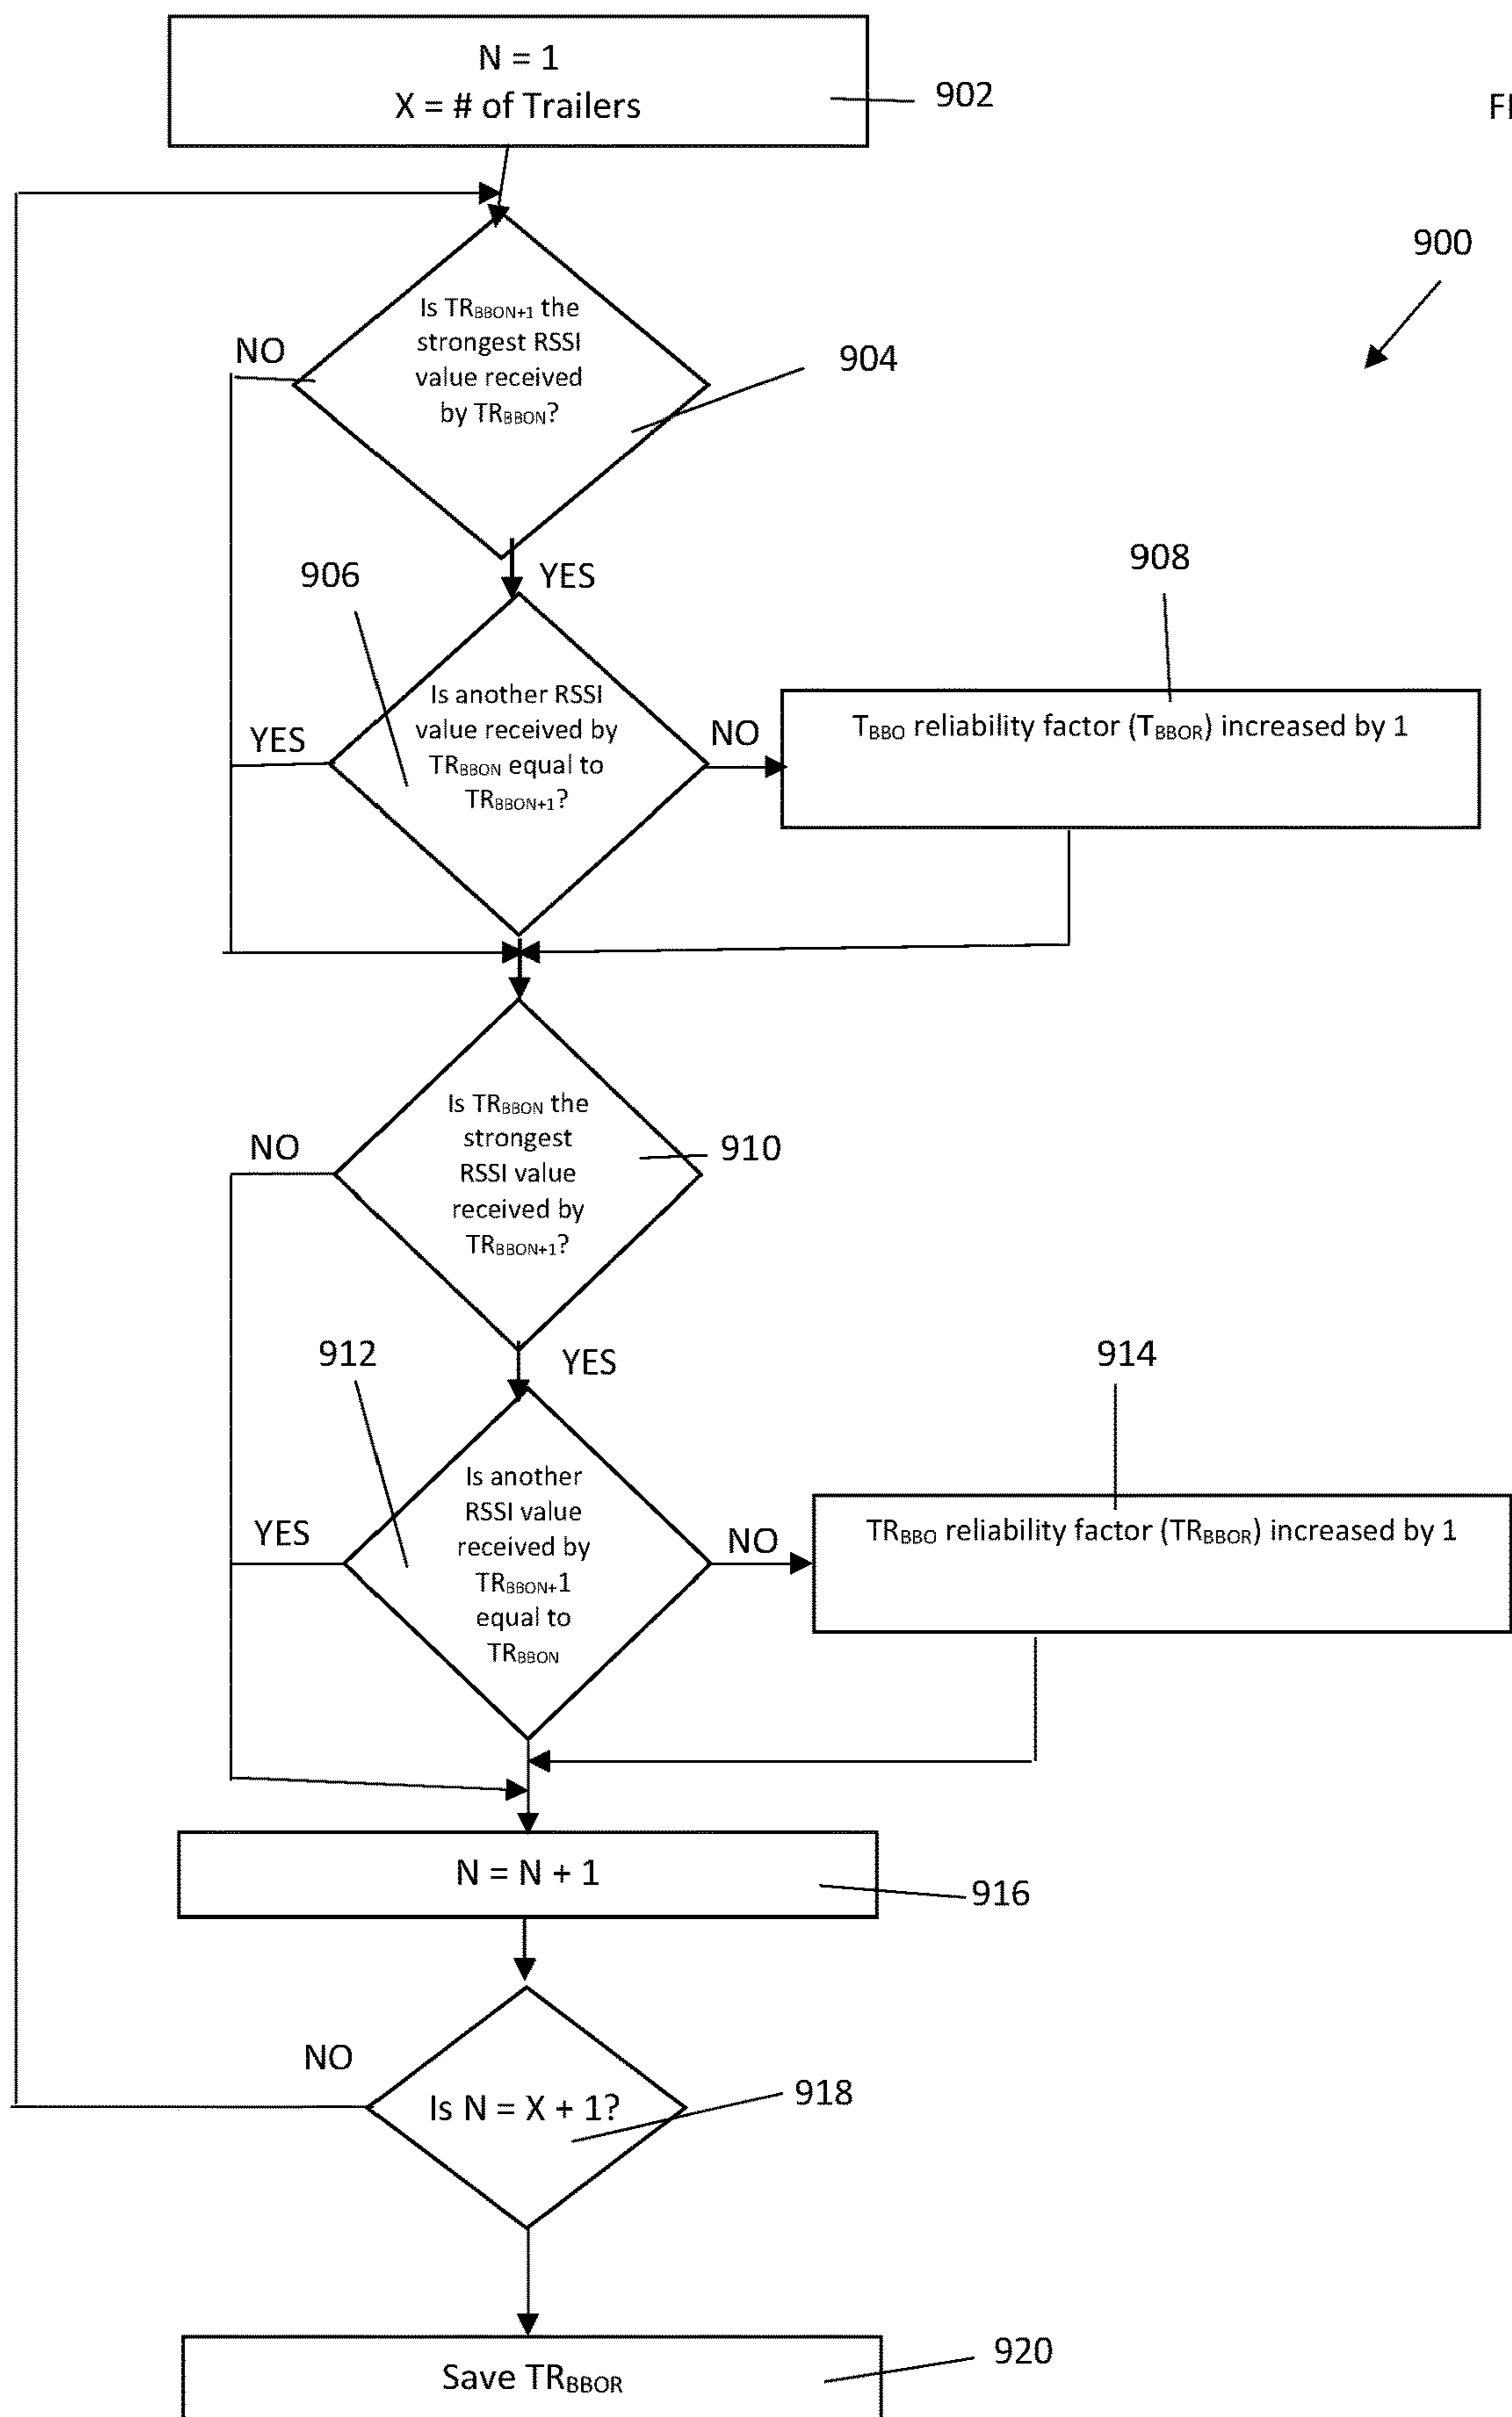 N = 1
X = # of Trailers
902
FI
900
Is TRBBON+1 the
strongest RSSI
value received
by TRBBON?
NO
904
YES
906
908
Is another RSSI
value received by
TRBBON equal to
TRBBON+1?
YES
NO
TBBO reliability factor (TBBOR) increased by 1
Is TRBBON the
strongest
RSSI value
received by
TRBBON+1?
NO
910
YES
912
914
Is another
RSSI value
received by
TRBBON+1
equal to
TRBBON
YES
NO
TRBBO reliability factor (TRBBOR) increased by 1
N = N + 1
916
NO
Is N = X + 1?
918
Save TRBBOR
920